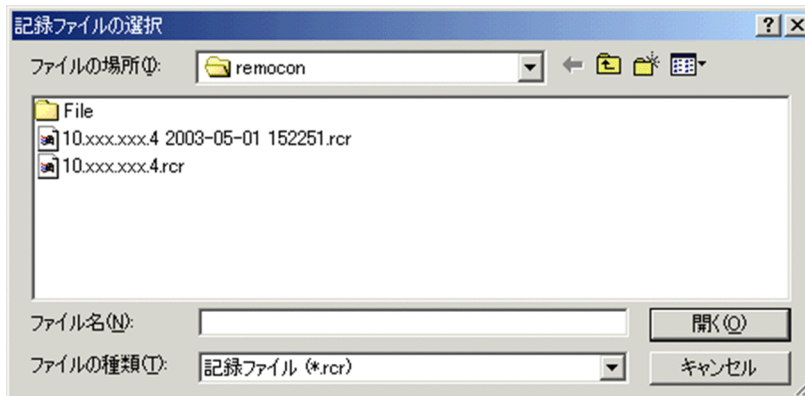 記録ファイルの選択
ファイルの場所(I):
remocon
File
10.xxx.xxx.4 2003-05-01 152251.rcr
10.xxx.xxx.4.rcr
ファイル名(N):
開く(O)
ファイルの種類(T):
記録ファイル (*.rcr)
キャンセル